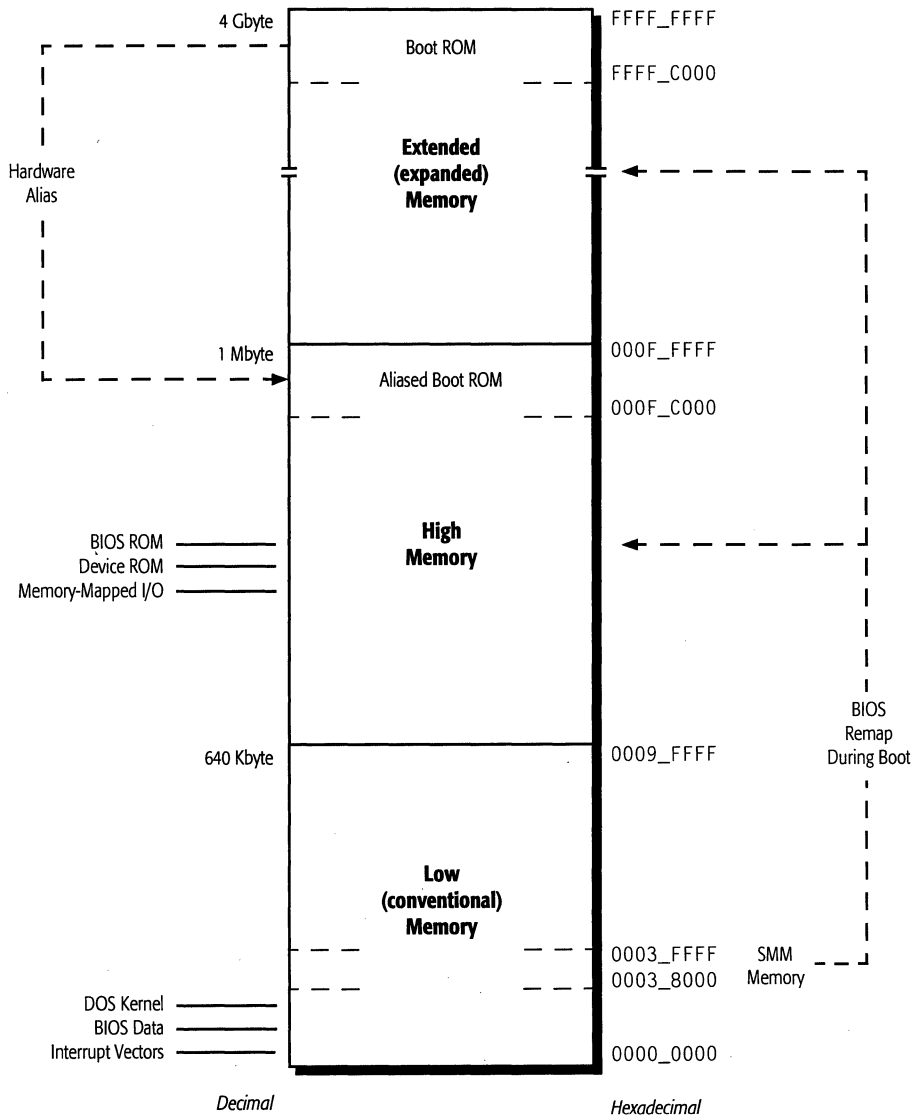 4 Gbyte
FFFF_FFFF
Boot ROM
FFFF_C000
Extended
(expanded)
Memory
Hardware
Alias
1 Mbyte
000F_FFFF
Aliased Boot ROM
000F_C000
High
Memory
BIOS ROM
Device ROM
Memory-Mapped I/O
BIOS
Remap
During Boot
640 Kbyte
0009_FFFF
Low
(conventional)
Memory
0003_FFFF
0003_8000
SMM
Memory
DOS Kernel
BIOS Data
Interrupt Vectors
0000_0000
Decimal
Hexadecimal